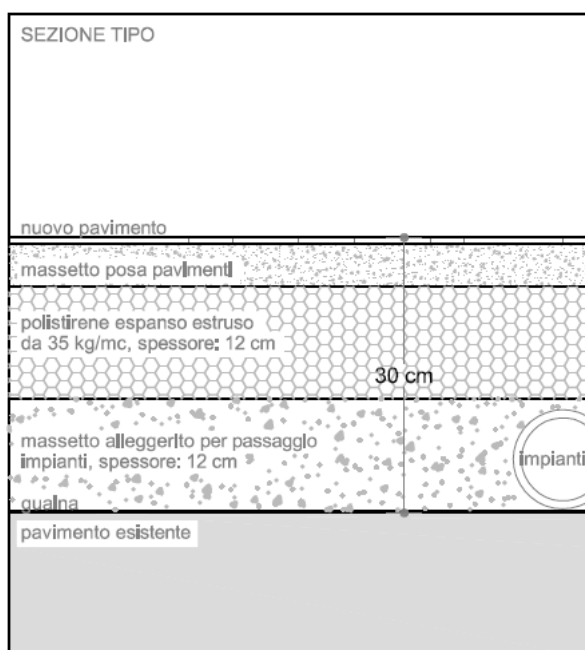 SEZIONE TIPO
nuovo pavimento
massetto posa pavimenti
polistirene espanso estruso
da 35 kg/mc, spessore: 12 cm
30 cm
massetto alleggerito per passaggio
impianti, spessore: 12 cm
impianti
guaina
pavimento esistente